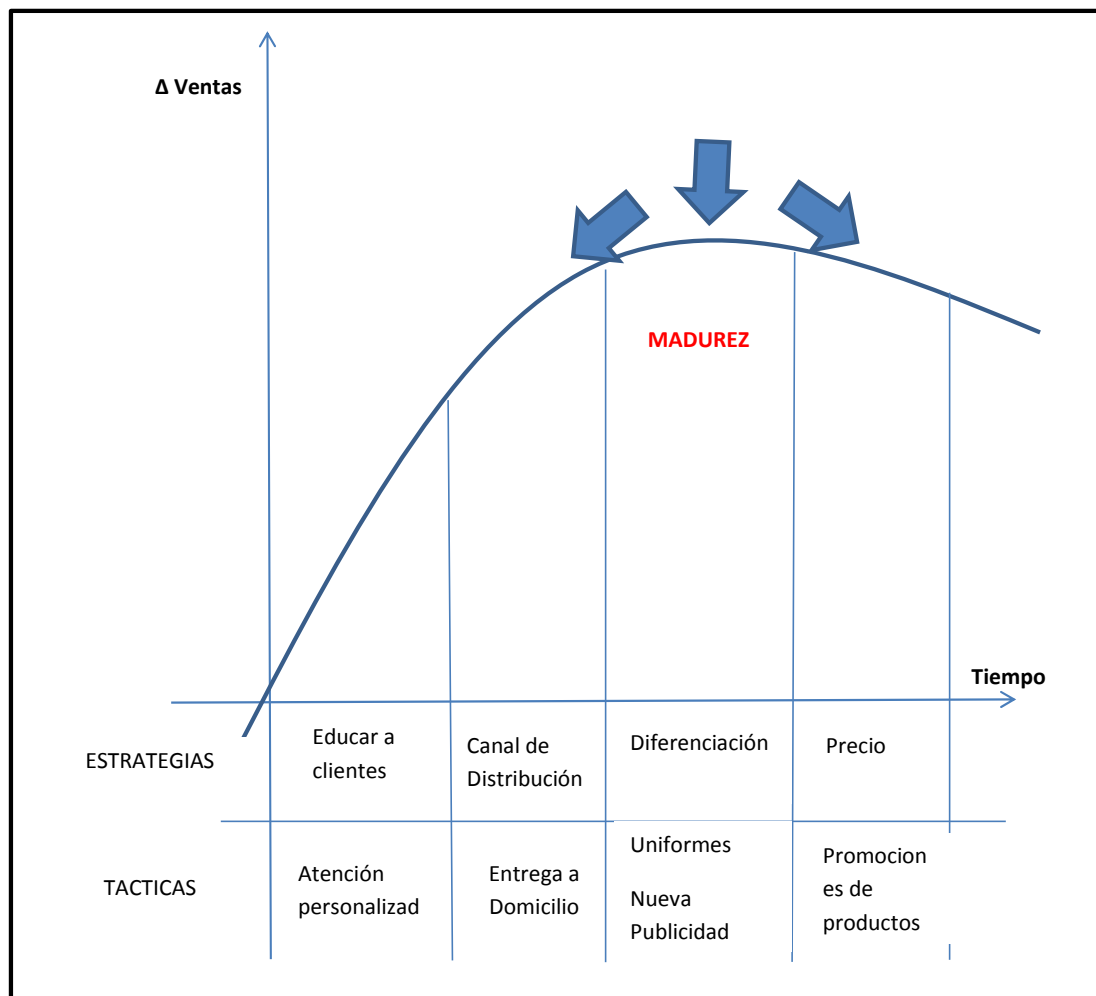 Δ Ventas
MADUREZ
Tiempo
ESTRATEGIAS
Educar a
clientes
Canal de
Distribución
Diferenciación
Precio
TACTICAS
Atención
personalizad
Entrega a
Domicilio
Uniformes
Nueva
Publicidad
Promocion
es de
productos